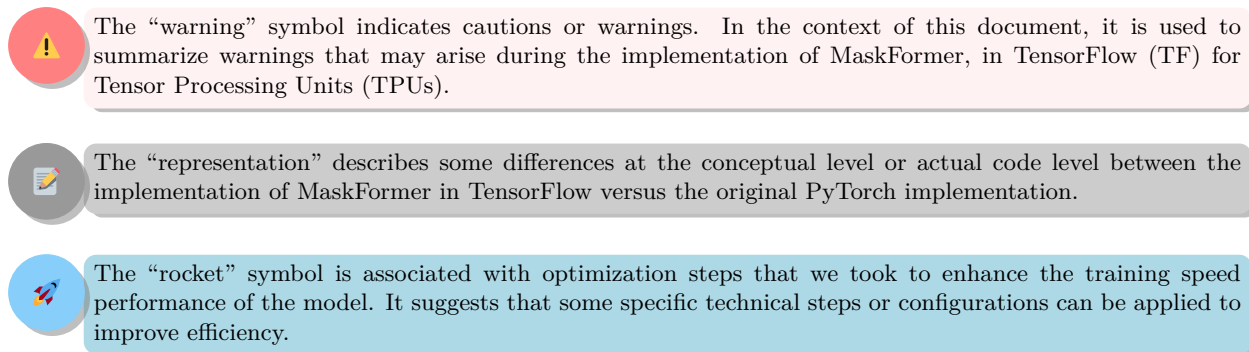 The “warning” symbol indicates cautions or warnings. In the context of this document, it is used to
summarize warnings that may arise during the implementation of MaskFormer, in TensorFlow (TF) for
Tensor Processing Units (TPUs).
The “representation” describes some differences at the conceptual level or actual code level between the
implementation of MaskFormer in TensorFlow versus the original PyTorch implementation.
The “rocket” symbol is associated with optimization steps that we took to enhance the training speed
performance of the model. It suggests that some specific technical steps or configurations can be applied to
improve efficiency.